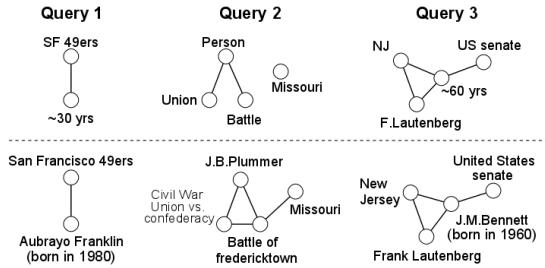 Query 1
Query 2
Query 3
SF 49ers
~30 yrs
Person
Union
Battle
Missouri
NJ
US senate
~60 yrs
F.Lautenberg
San Francisco 49ers
Aubrayo Franklin
(born in 1980)
J.B.Plummer
Civil War
Union vs.
confederacy
Missouri
Battle of
fredericktown
United States
senate
New
Jersey
J.M.Bennett
(born in 1960)
Frank Lautenberg